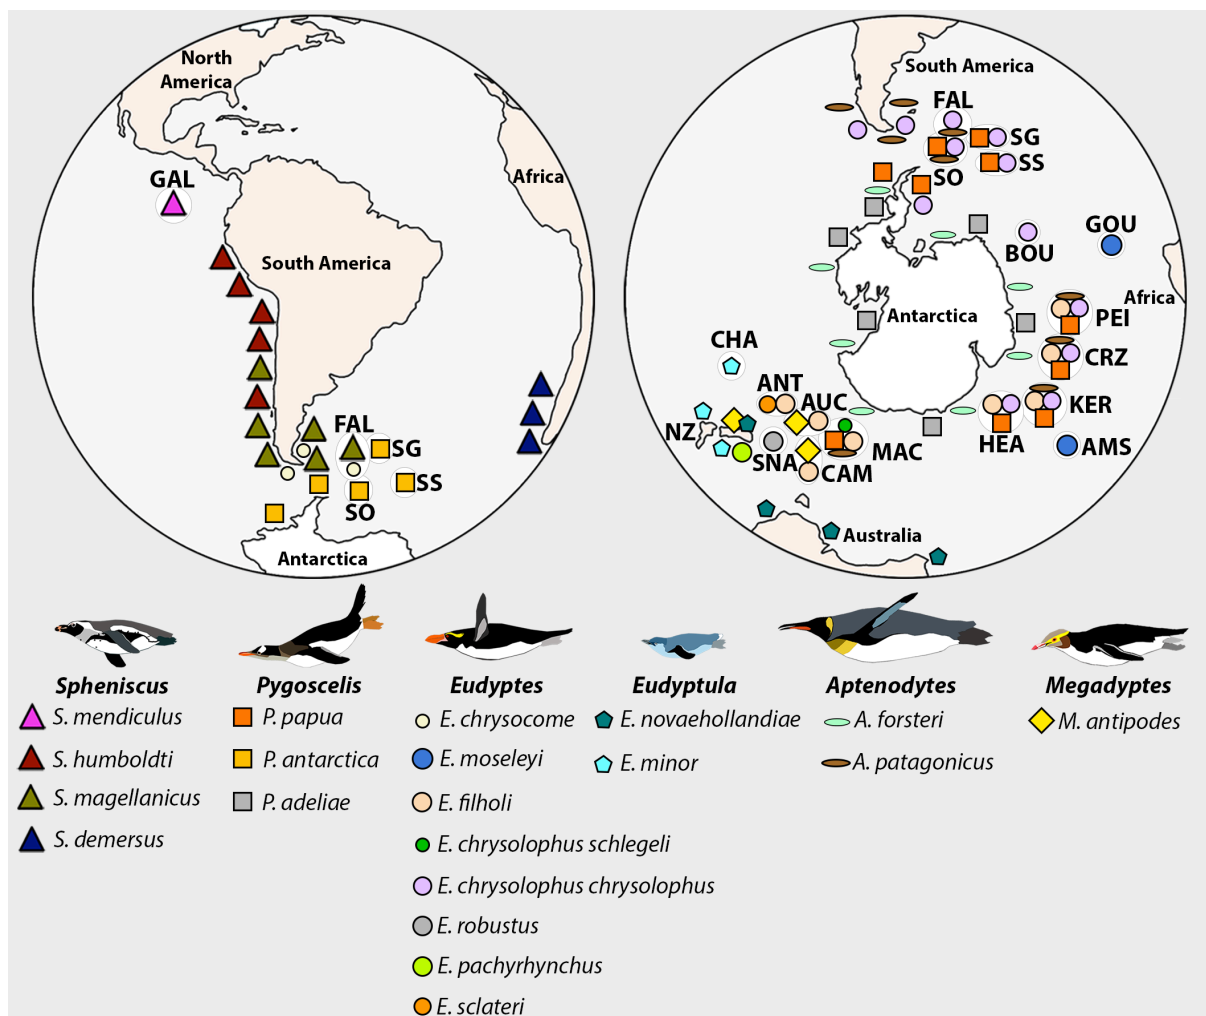 North
America
GAL
South America
Africa
FAL
SG
SS
SO
Antarctica
South America
FAL
SG
SS
SO
GOU
BOU
Africa
Antarctica
PEI
CHA
CRZ
ANT
AUC
KER
NZ
HEA
AMS
MAC
SNA
CAM
Australia
Spheniscus
Pygoscelis
Eudyptes
Eudyptula
Aptenodytes
Megadyptes
S. mendiculus
S. humboldti
S. magellanicus
S. demersus
P. papua
P. antarctica
P. adeliae
E. chrysocome
E. moseleyi
E. filholi
E. chrysolophus schlegeli
E. chrysolophus chrysolophus
E. robustus
E. pachyrhynchus
E. sclateri
E. novaehollandiae
E. minor
A. forsteri
A. patagonicus
M. antipodes